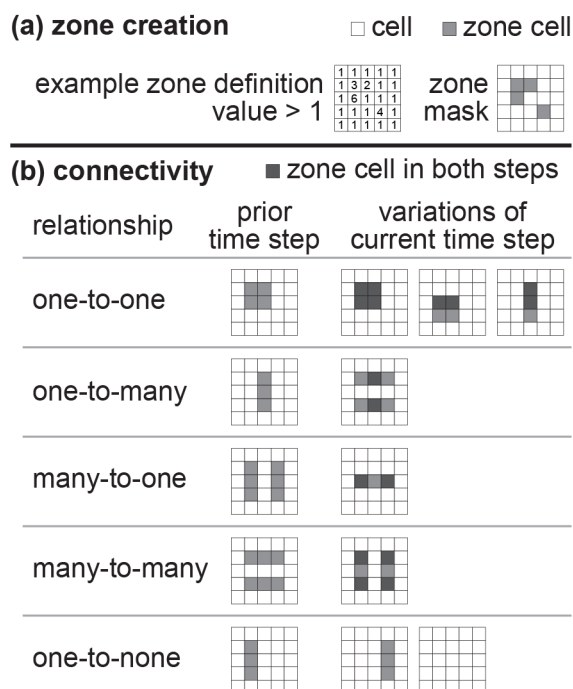 (a) zone creation
cell
zone cell
example zone definition
value > 1
1 1 1 1 1
1 3 2 1 1
1 6 1 1 1
1 1 1 4 1
1 1 1 1 1
zone
mask
(b) connectivity
zone cell in both steps
relationship
prior
time step
variations of
current time step
one-to-one
one-to-many
many-to-one
many-to-many
one-to-none